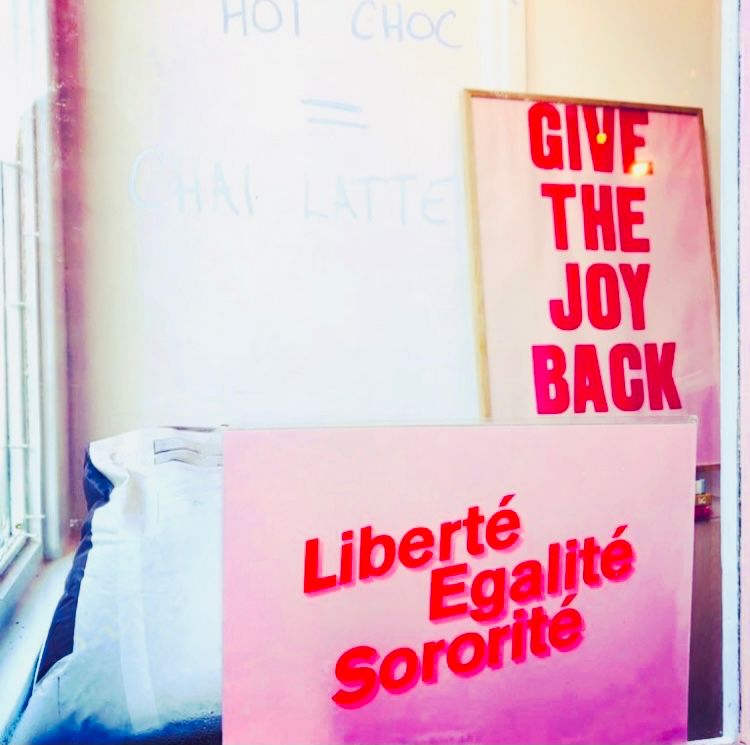 HOT CHOC
=
CHAI LATTE
GIVE
THE
JOY
BACK
Liberté
Egalité
Sororité